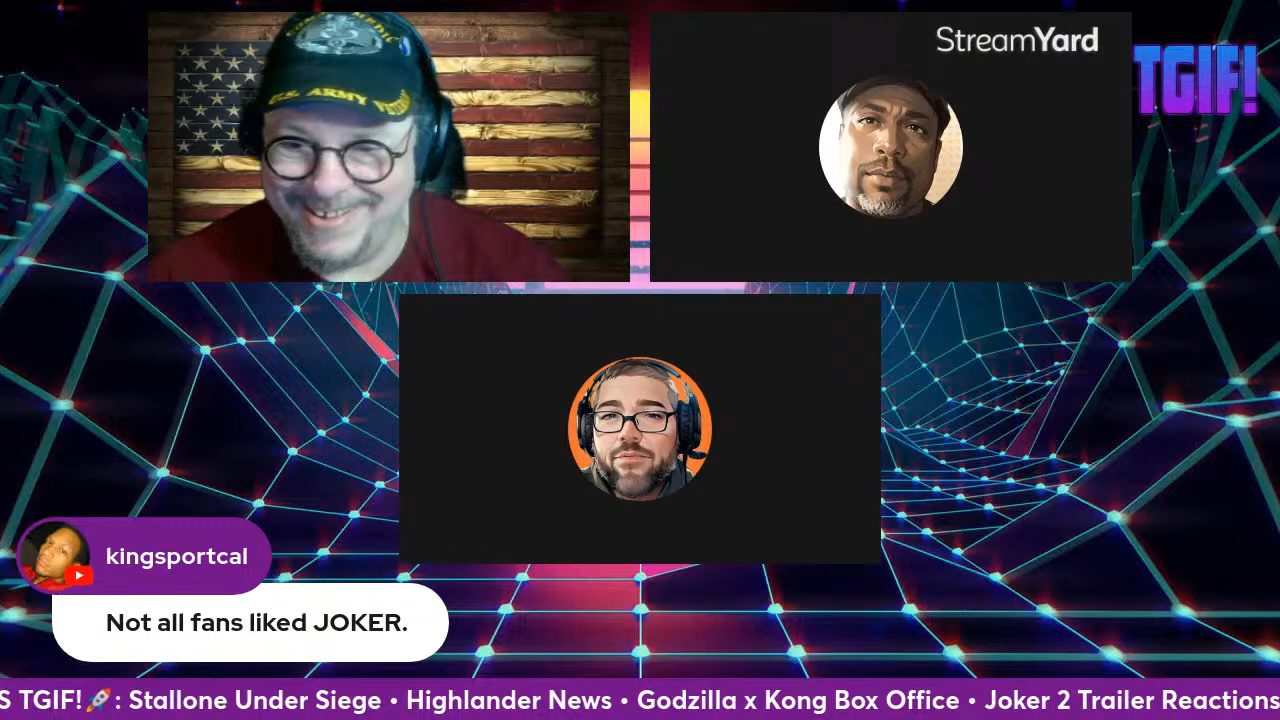 U.S. ARMY
StreamYard
TGIF!
kingsportcal
Not all fans liked JOKER.
S TGIF!🚀: Stallone Under Siege • Highlander News • Godzilla x Kong Box Office • Joker 2 Trailer Reactions